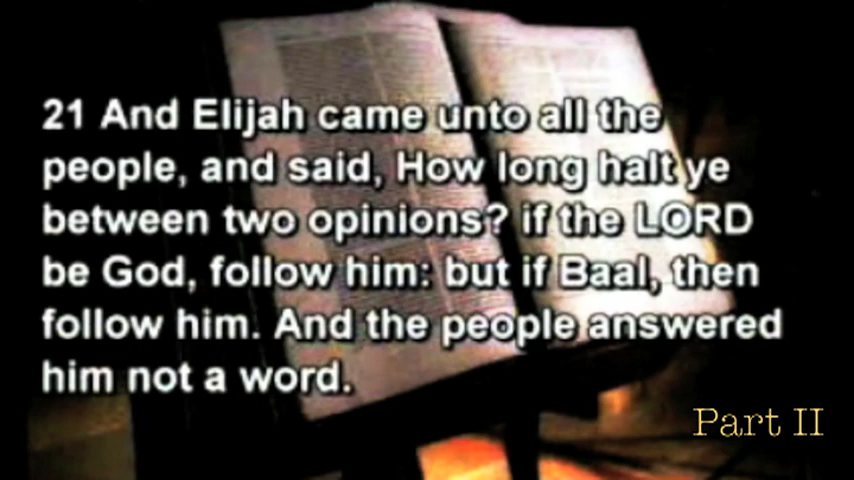 21 And Elijah came unto all the
people, and said, How long halt ye
between two opinions? if the LORD
be God, follow him: but if Baal, then
follow him. And the people answered
him not a word.
Part II